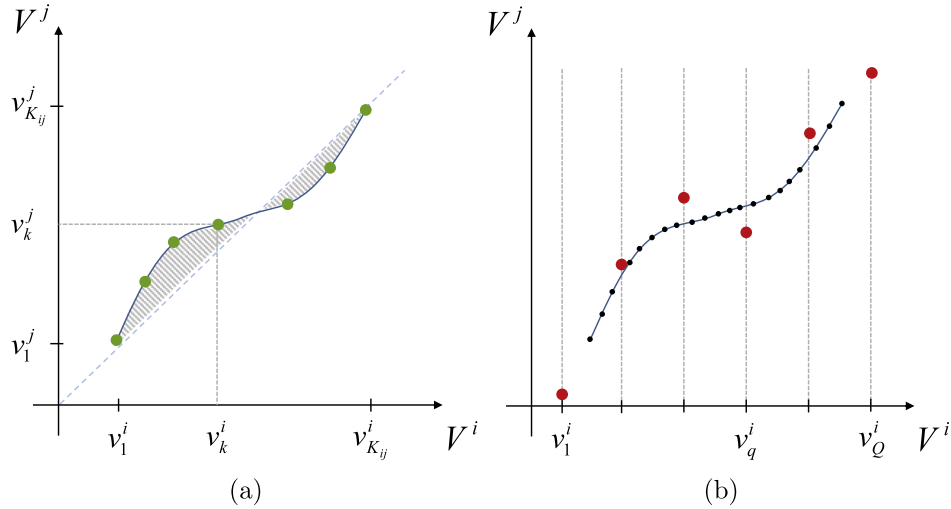 V^j
v^j_{K_{ij}}
v^j_k
v^j_1
v^i_1
v^i_k
v^i_{K_{ij}}
V^i
(a)
V^j
v^i_1
v^i_q
v^i_Q
V^i
(b)